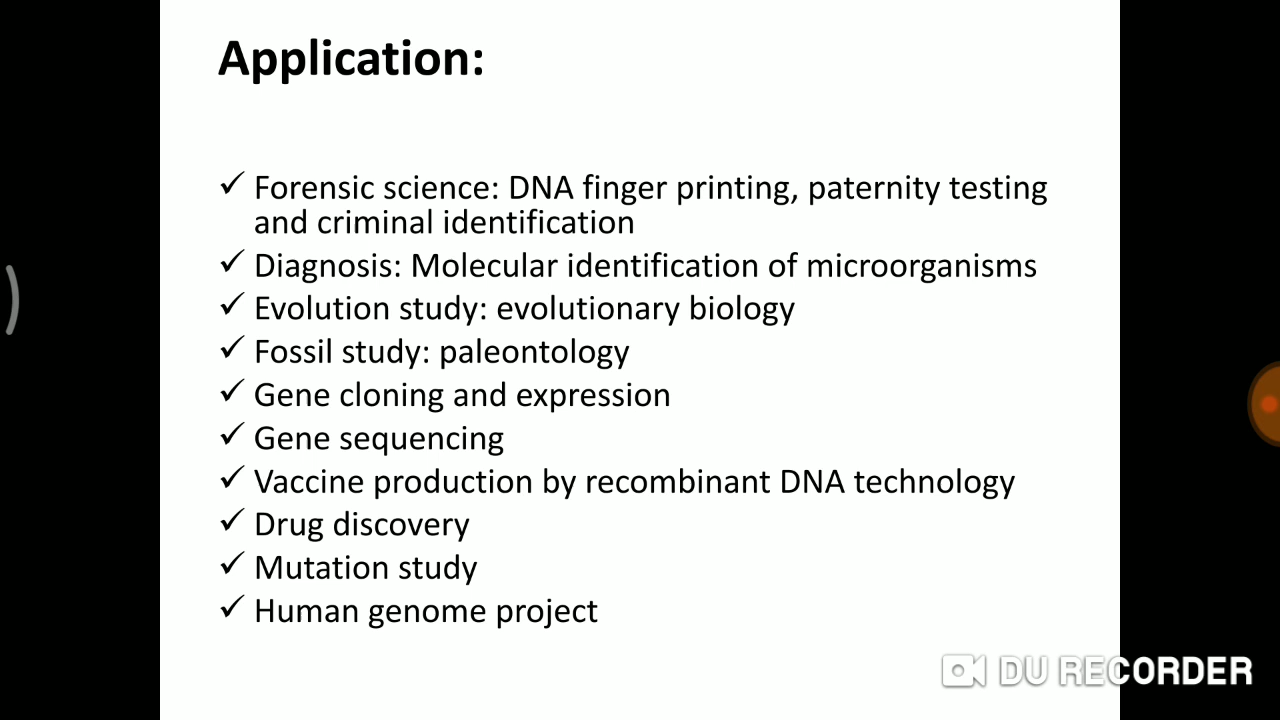 Application:
✓ Forensic science: DNA finger printing, paternity testing
and criminal identification
✓ Diagnosis: Molecular identification of microorganisms
✓ Evolution study: evolutionary biology
✓ Fossil study: paleontology
✓ Gene cloning and expression
✓ Gene sequencing
✓ Vaccine production by recombinant DNA technology
✓ Drug discovery
✓ Mutation study
✓ Human genome project
DU RECORDER